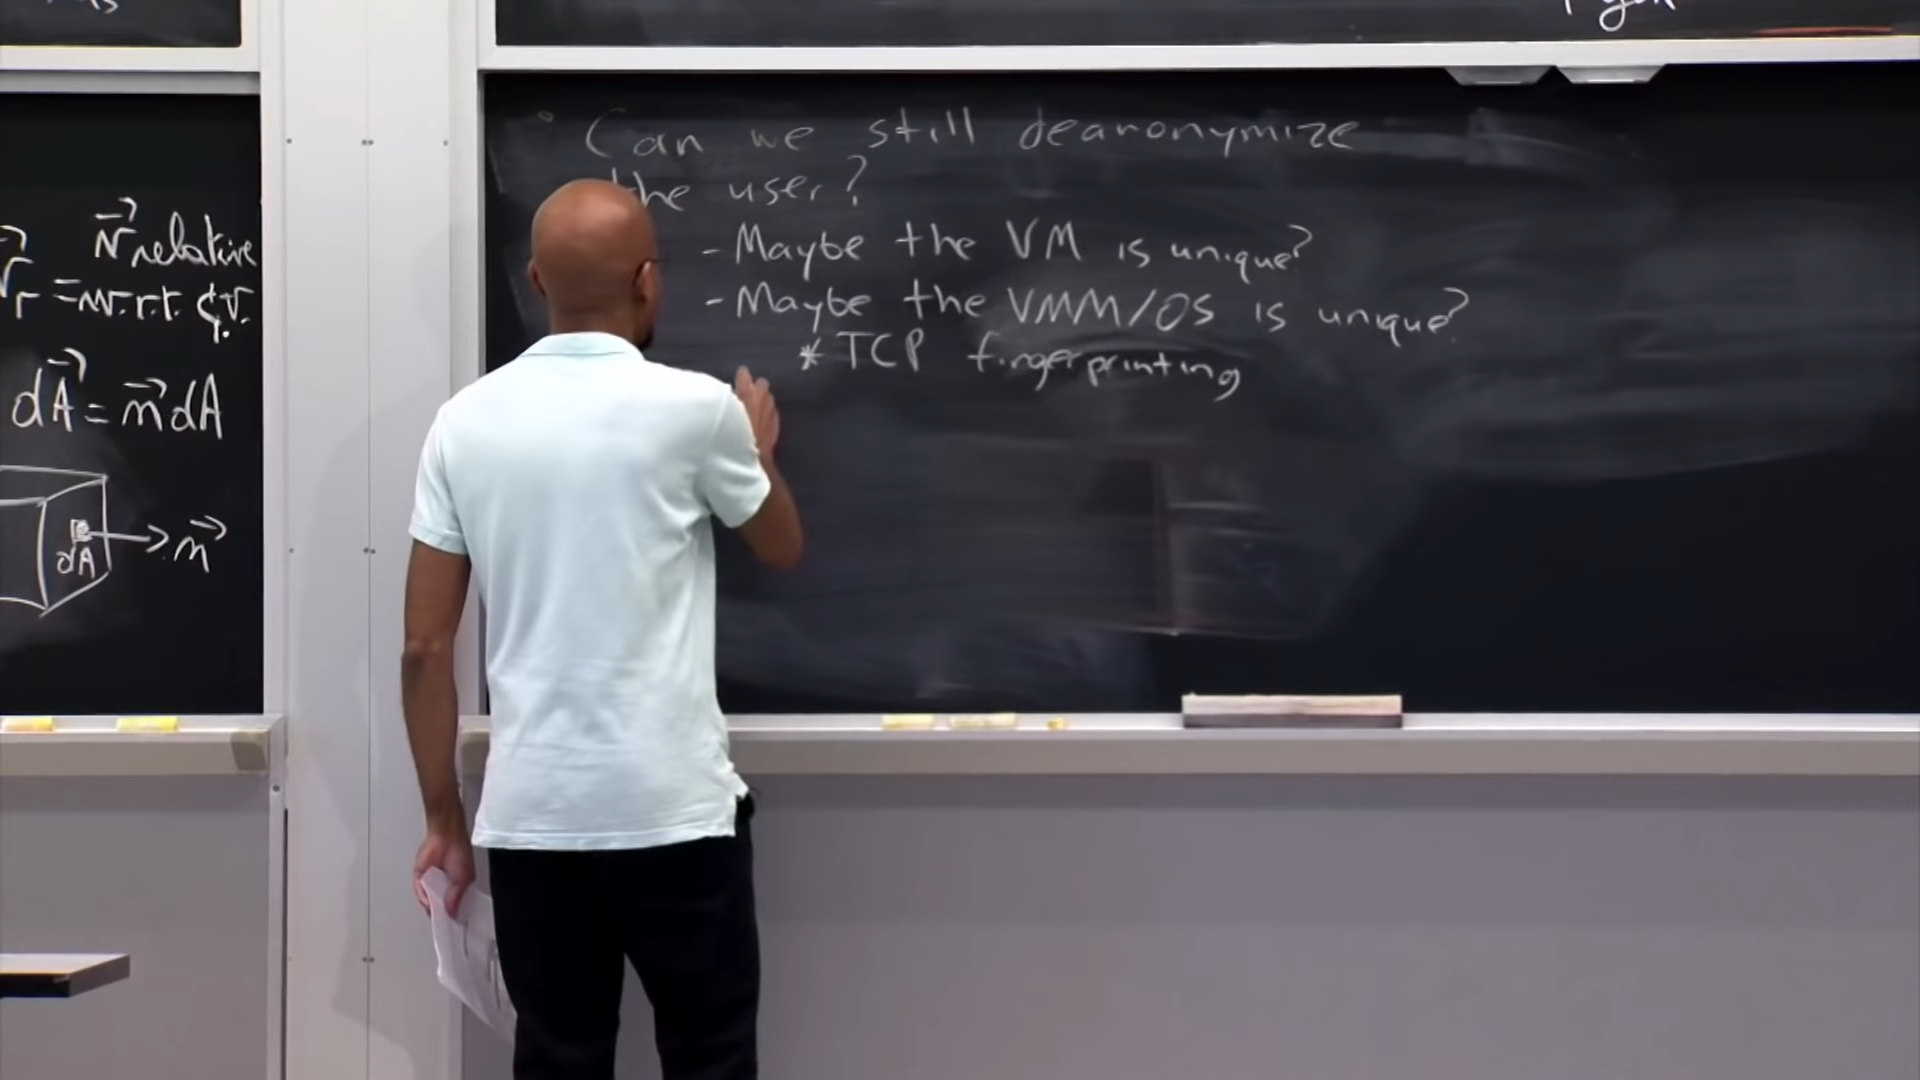 N relative
= w.r.t. C.V.
dA = n dA
dA
n
Can we still deanonymize
the user?
- Maybe the VM is unique?
- Maybe the VMM/OS is unique?
* TCP fingerprinting